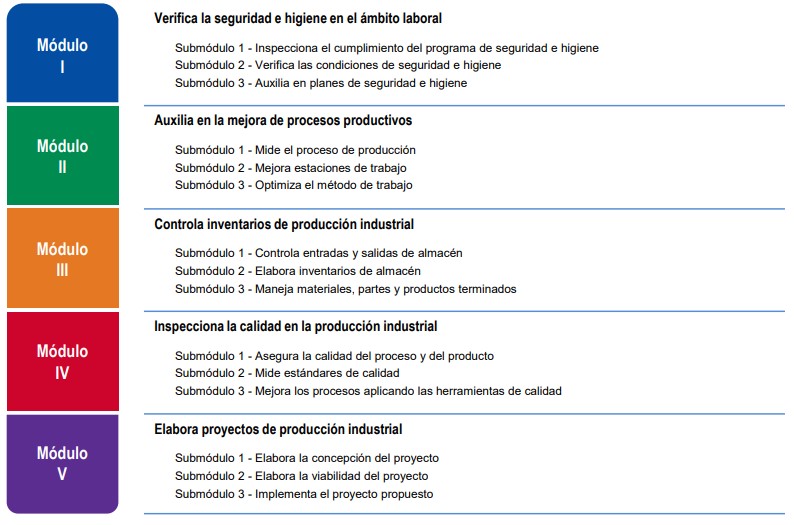 Módulo
I
Verifica la seguridad e higiene en el ámbito laboral
Submódulo 1 - Inspecciona el cumplimiento del programa de seguridad e higiene
Submódulo 2 - Verifica las condiciones de seguridad e higiene
Submódulo 3 - Auxilia en planes de seguridad e higiene
Módulo
II
Auxilia en la mejora de procesos productivos
Submódulo 1 - Mide el proceso de producción
Submódulo 2 - Mejora estaciones de trabajo
Submódulo 3 - Optimiza el método de trabajo
Módulo
III
Controla inventarios de producción industrial
Submódulo 1 - Controla entradas y salidas de almacén
Submódulo 2 - Elabora inventarios de almacén
Submódulo 3 - Maneja materiales, partes y productos terminados
Módulo
IV
Inspecciona la calidad en la producción industrial
Submódulo 1 - Asegura la calidad del proceso y del producto
Submódulo 2 - Mide estándares de calidad
Submódulo 3 - Mejora los procesos aplicando las herramientas de calidad
Módulo
V
Elabora proyectos de producción industrial
Submódulo 1 - Elabora la concepción del proyecto
Submódulo 2 - Elabora la viabilidad del proyecto
Submódulo 3 - Implementa el proyecto propuesto